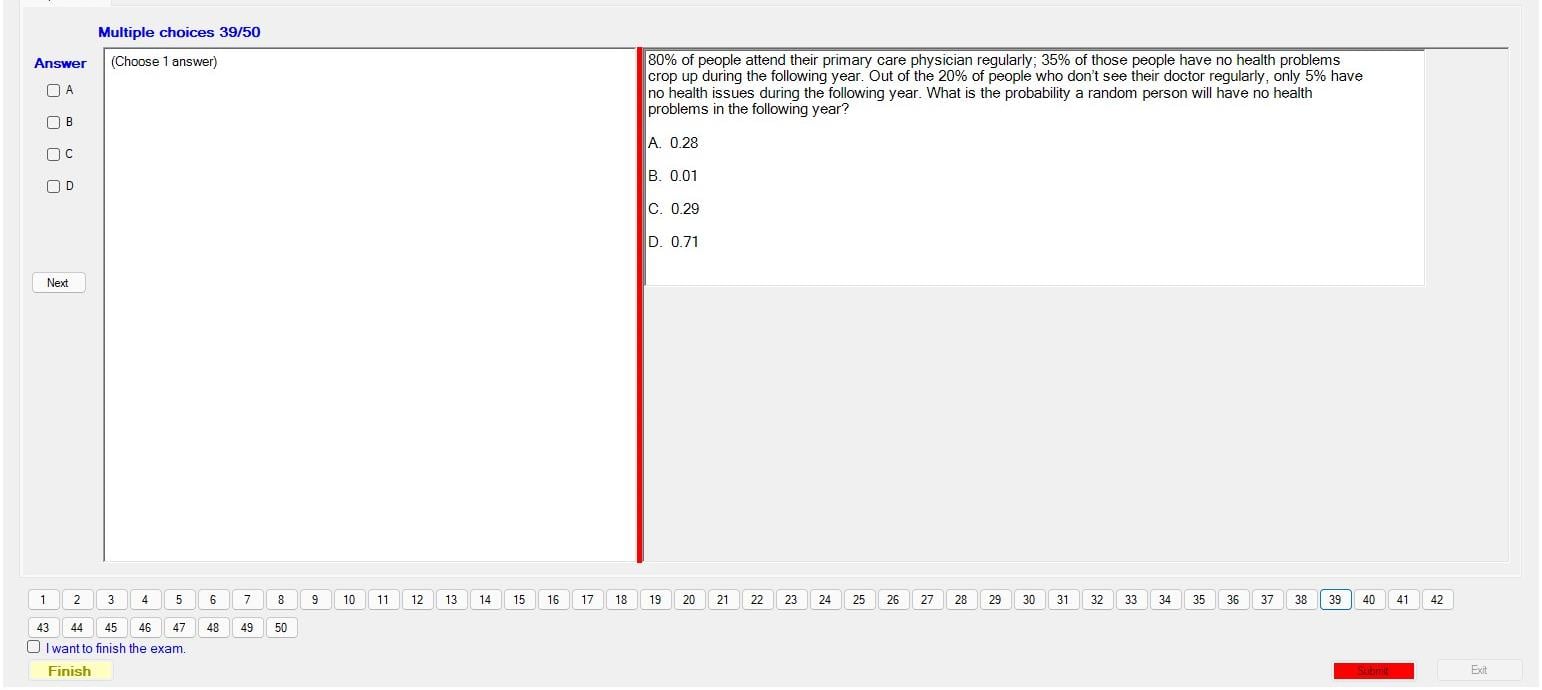 Multiple choices 39/50
Answer
(Choose 1 answer)
A
B
C
D
Next
80% of people attend their primary care physician regularly; 35% of those people have no health problems
crop up during the following year. Out of the 20% of people who don't see their doctor regularly, only 5% have
no health issues during the following year. What is the probability a random person will have no health
problems in the following year?
A. 0.28
B. 0.01
C. 0.29
D. 0.71
1 2 3 4 5 6 7 8 9 10 11 12 13 14 15 16 17 18 19 20 21 22 23 24 25 26 27 28 29 30 31 32 33 34 35 36 37 38 39 40 41 42
43 44 45 46 47 48 49 50
I want to finish the exam.
Finish
Submit
Exit